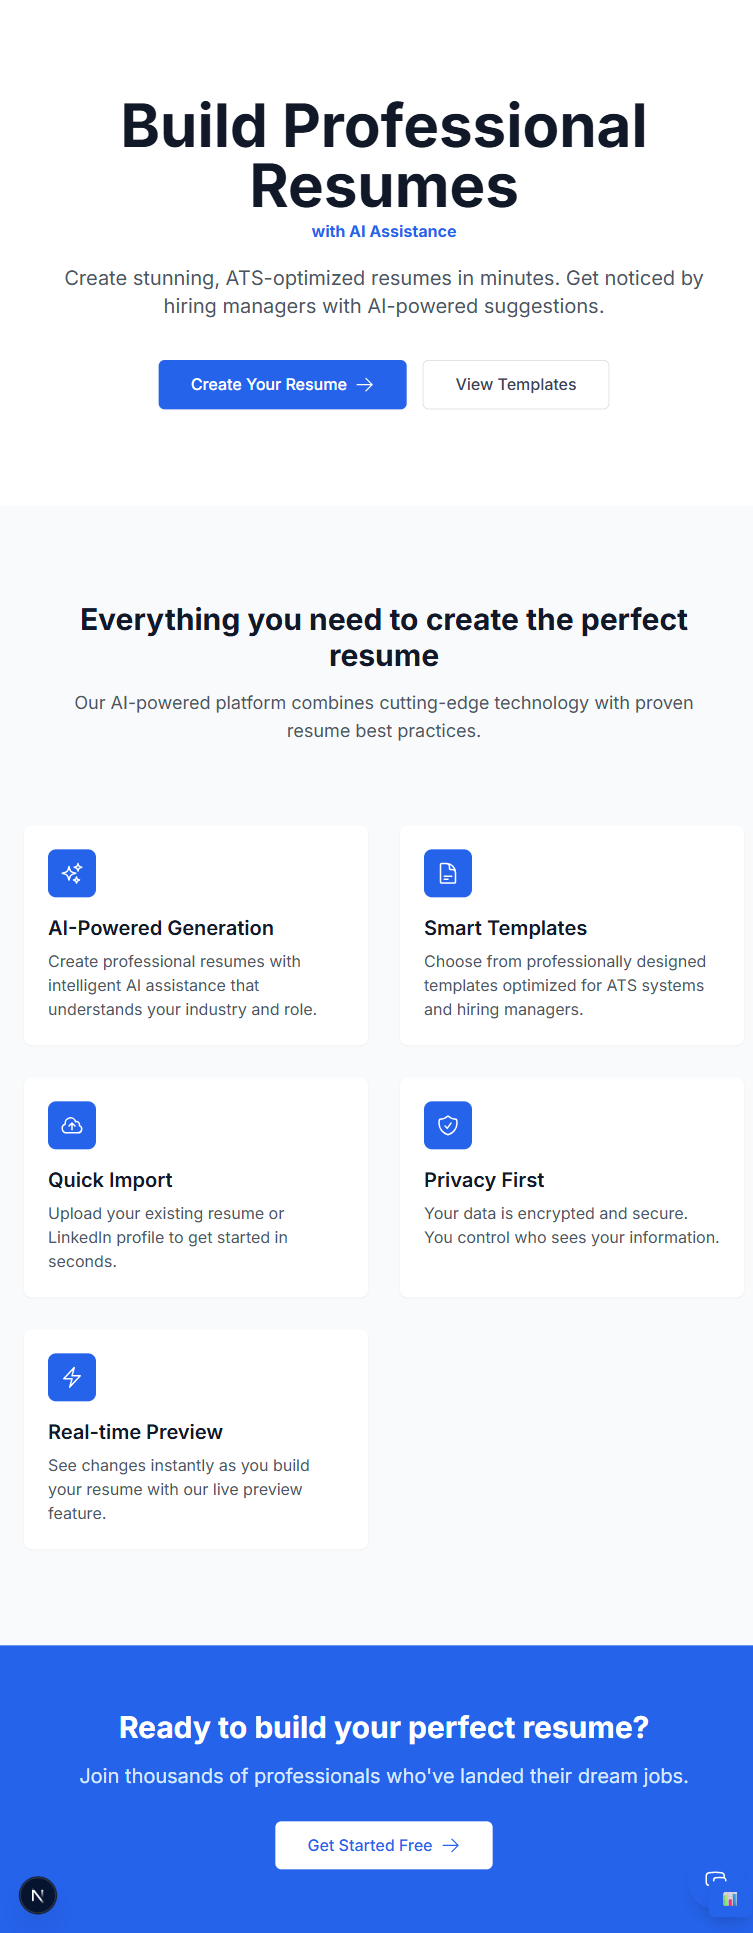 Build Professional
Resumes
with AI Assistance
Create stunning, ATS-optimized resumes in minutes. Get noticed by
hiring managers with AI-powered suggestions.
Create Your Resume →
View Templates
Everything you need to create the perfect
resume
Our AI-powered platform combines cutting-edge technology with proven
resume best practices.
AI-Powered Generation
Create professional resumes with
intelligent AI assistance that
understands your industry and role.
Smart Templates
Choose from professionally designed
templates optimized for ATS systems
and hiring managers.
Quick Import
Upload your existing resume or
LinkedIn profile to get started in
seconds.
Privacy First
Your data is encrypted and secure.
You control who sees your information.
Real-time Preview
See changes instantly as you build
your resume with our live preview
feature.
Ready to build your perfect resume?
Join thousands of professionals who've landed their dream jobs.
Get Started Free →
N